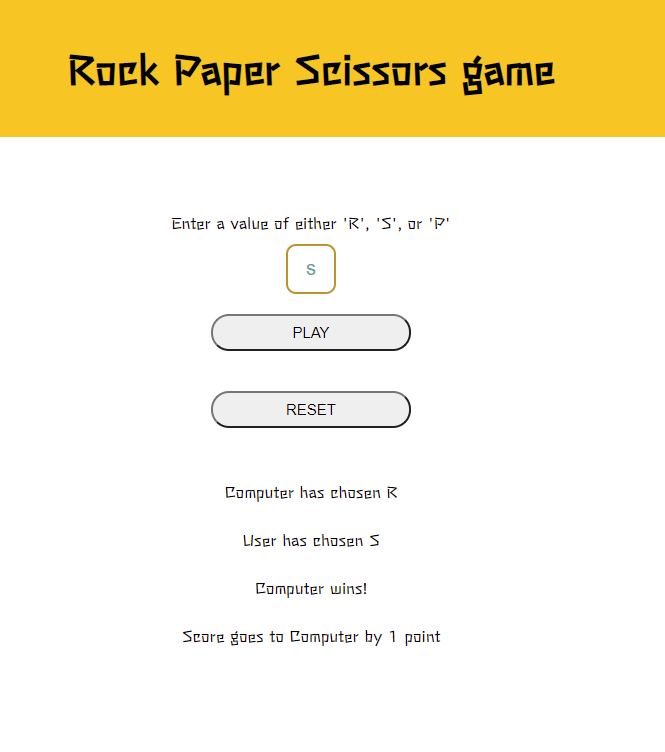 Rock Paper Scissors game
Enter a value of either 'R', 'S', or 'P'
S
PLAY
RESET
Computer has chosen R
User has chosen S
Computer wins!
Score goes to Computer by 1 point